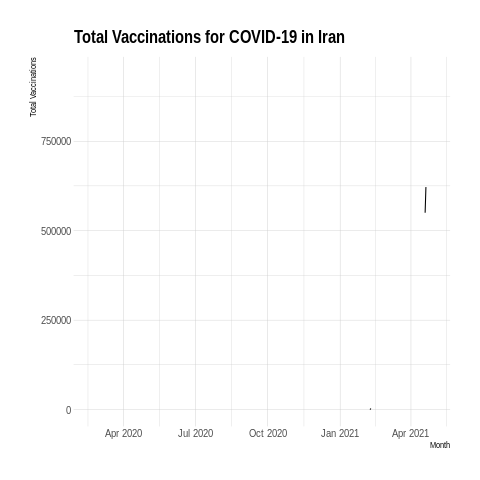 Total Vaccinations for COVID-19 in Iran
Total Vaccinations
750000
500000
250000
0
Apr 2020 Jul 2020 Oct 2020 Jan 2021 Apr 2021
Month